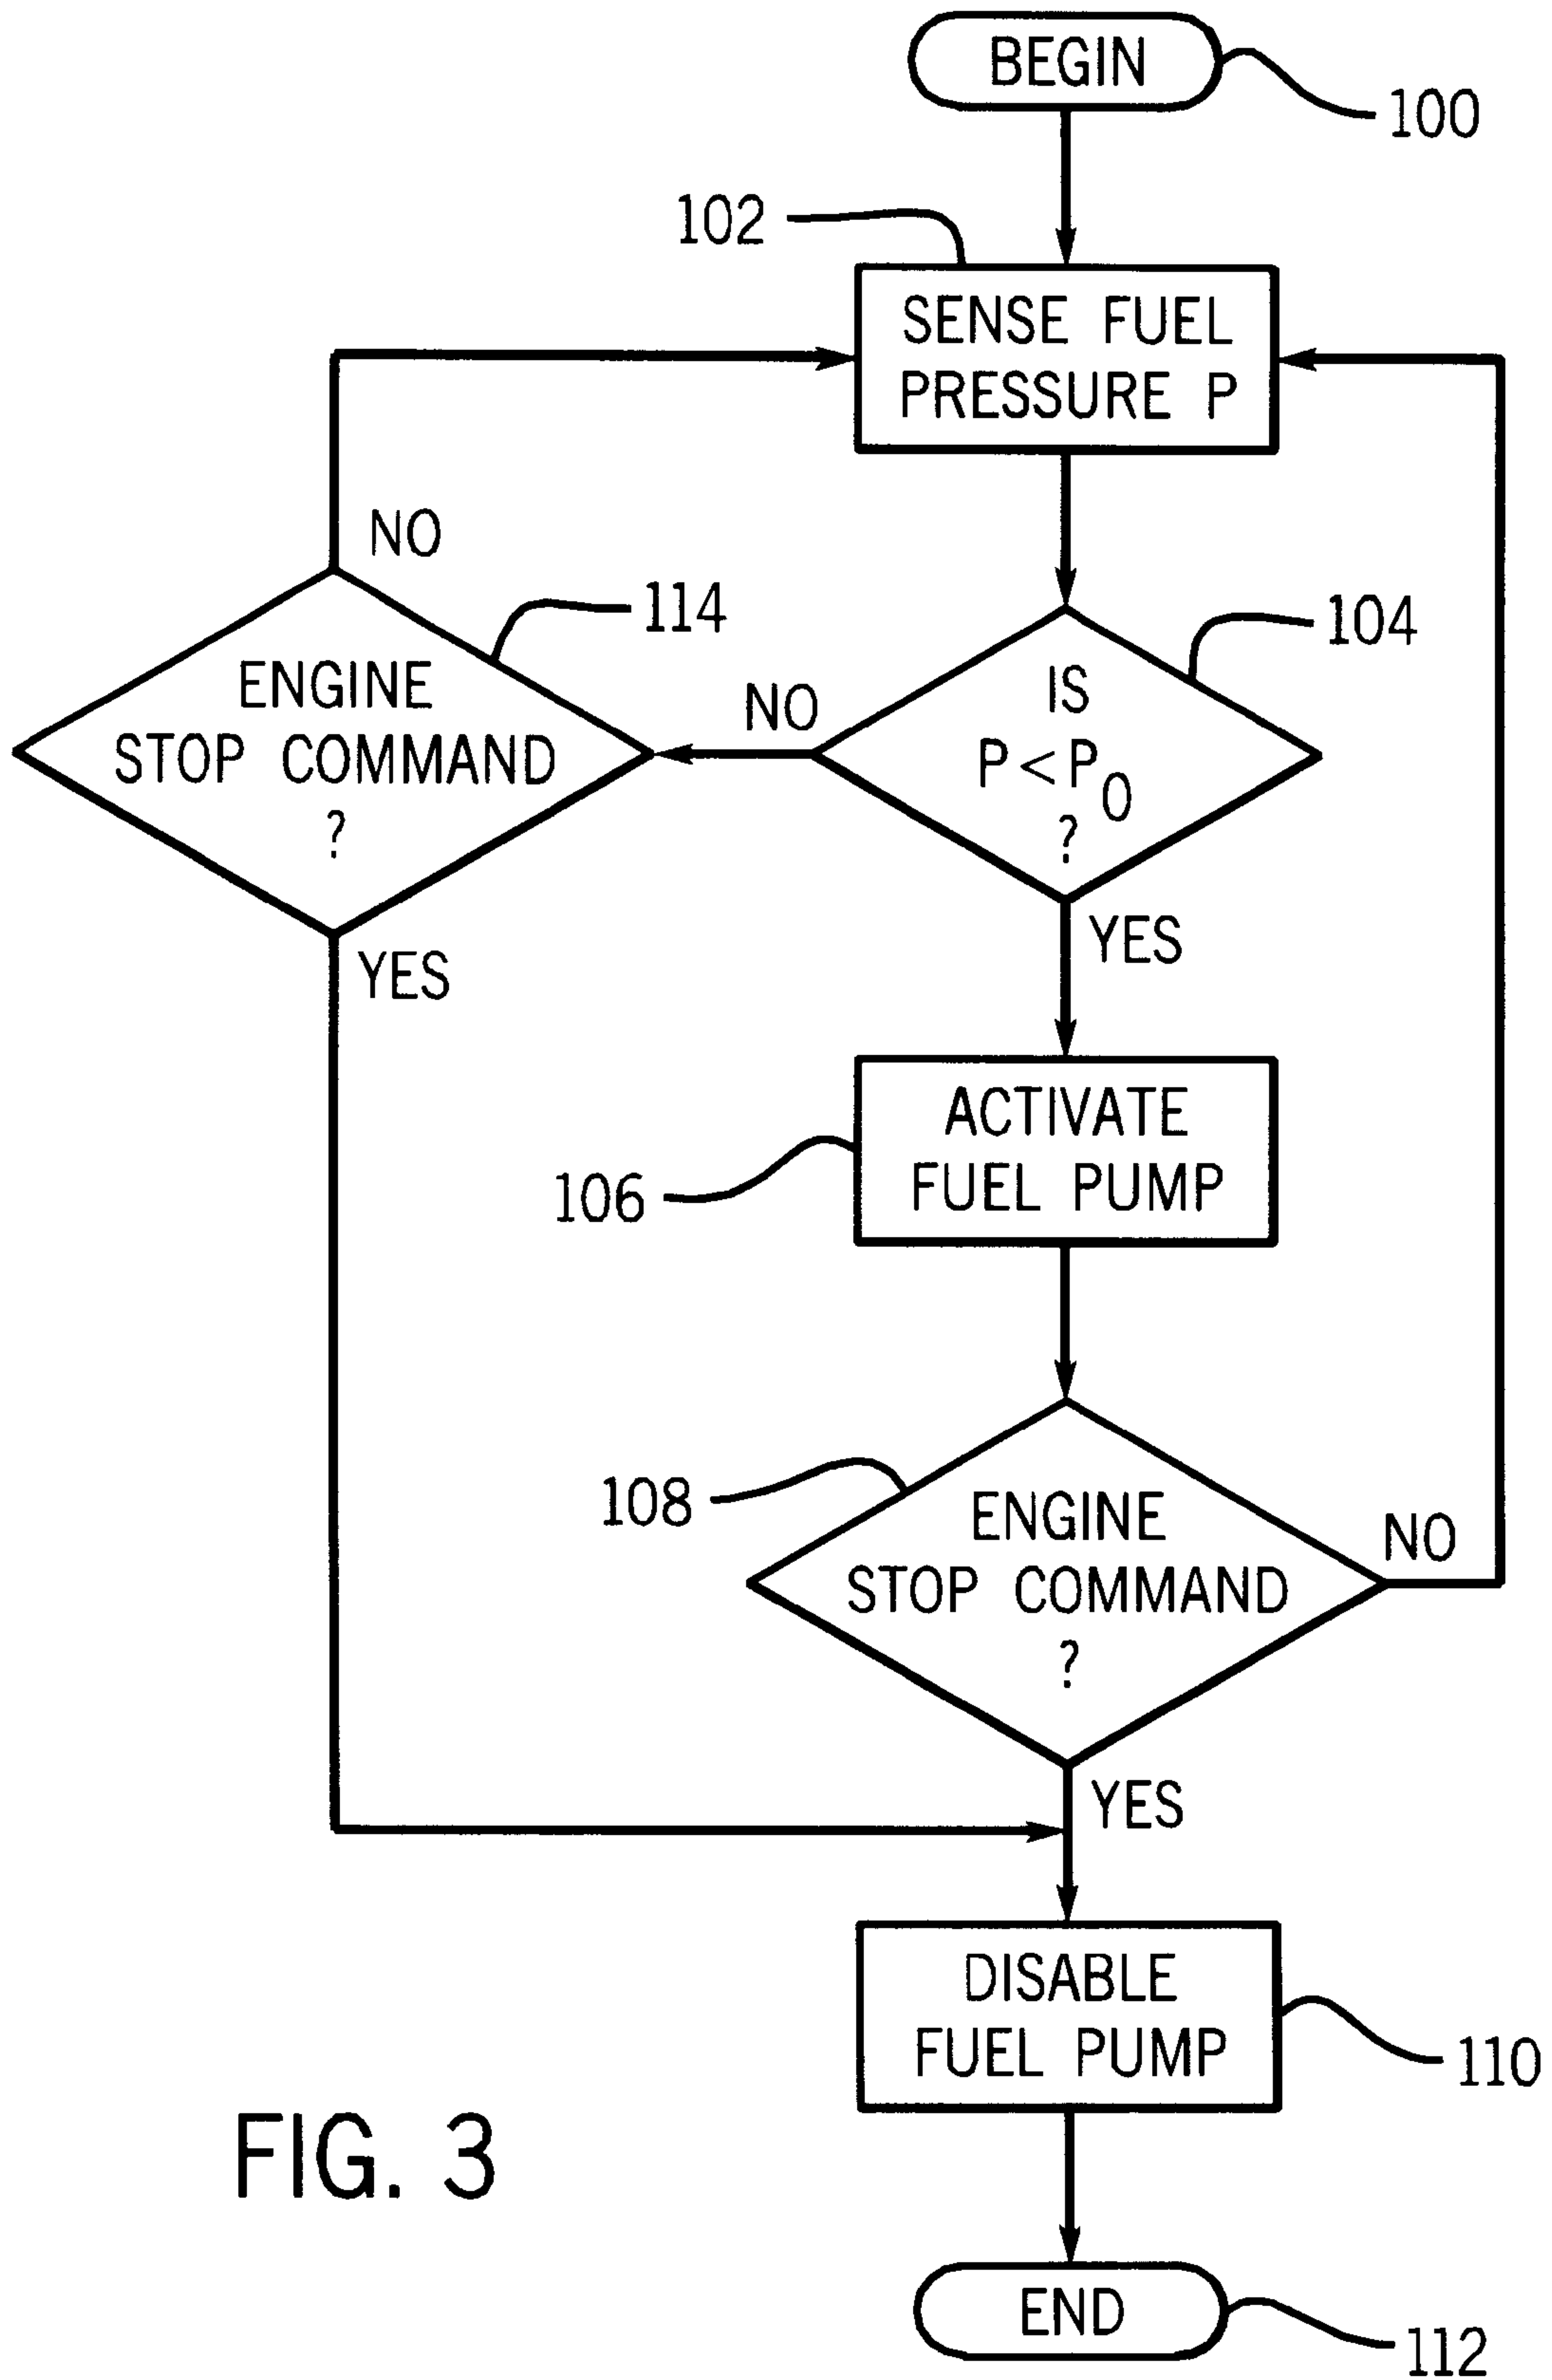 BEGIN
100
102
SENSE FUEL
PRESSURE P
NO
114
104
ENGINE
STOP COMMAND
?
NO
IS
P<P0
?
YES
YES
ACTIVATE
FUEL PUMP
106
108
ENGINE
STOP COMMAND
?
NO
YES
DISABLE
FUEL PUMP
110
FIG. 3
END
112